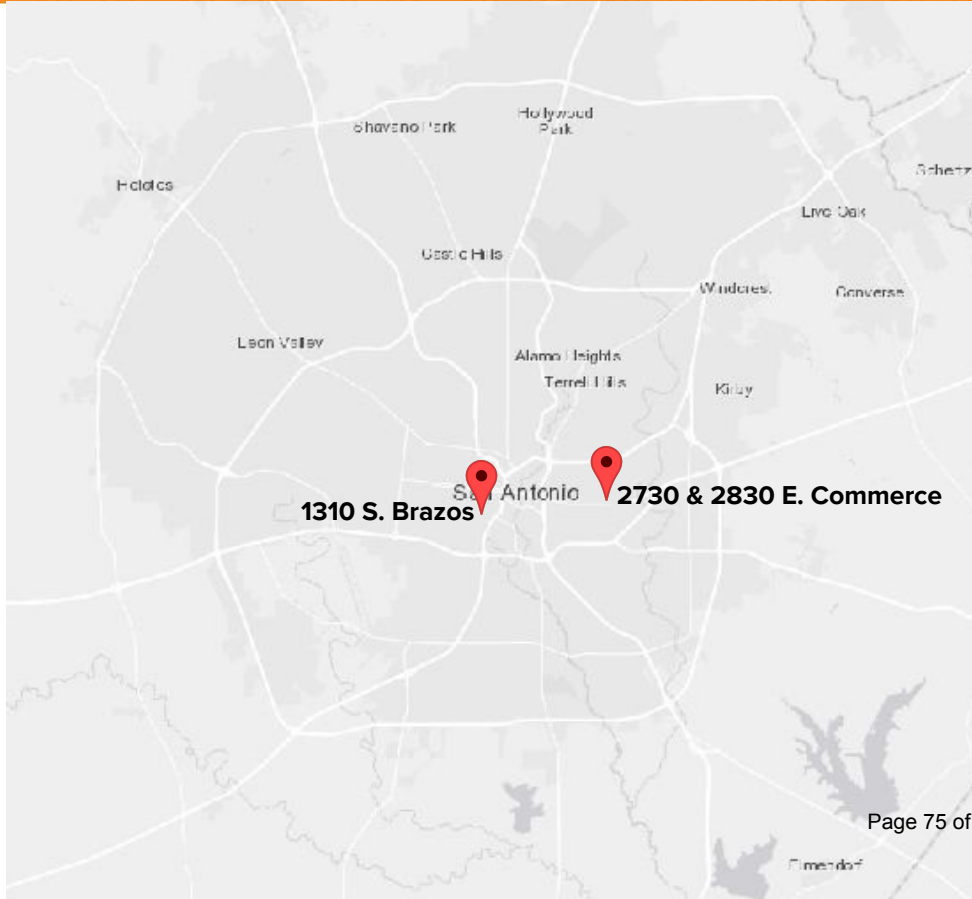 Hollywood
Park
Shavano Park
Schertz
Helotes
Live Oak
Castle Hills
Windcrest
Converse
Leon Valley
Alamo Heights
Terrell Hills
Kirby
San Antonio
2730 & 2830 E. Commerce
1310 S. Brazos
Page 75 of
Elmendorf